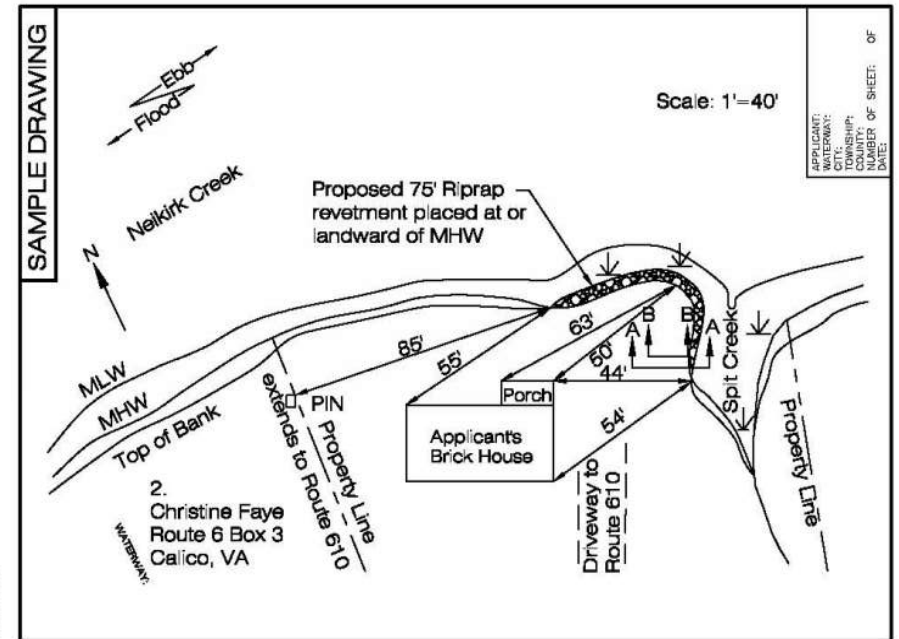 SAMPLE DRAWING
Ebb
Flood
Scale: 1'=40'
APPLICANT:
WATERWAY:
CITY:
TOWNSHIP:
COUNTY:
NUMBER OF SHEET: OF
DATE:
Neikirk Creek
N
Proposed 75' Riprap
revetment placed at or
landward of MHW
MLW
MHW
Top of Bank
85'
55'
63'
50'
44'
54'
A
B
B
A
Spit Creek
PIN
Property Line
extends to Route 610
Porch
Applicant's
Brick House
Driveway to
Route 610
Property Line
2.
Christine Faye
Route 6 Box 3
Calico, VA
WATERWAY: